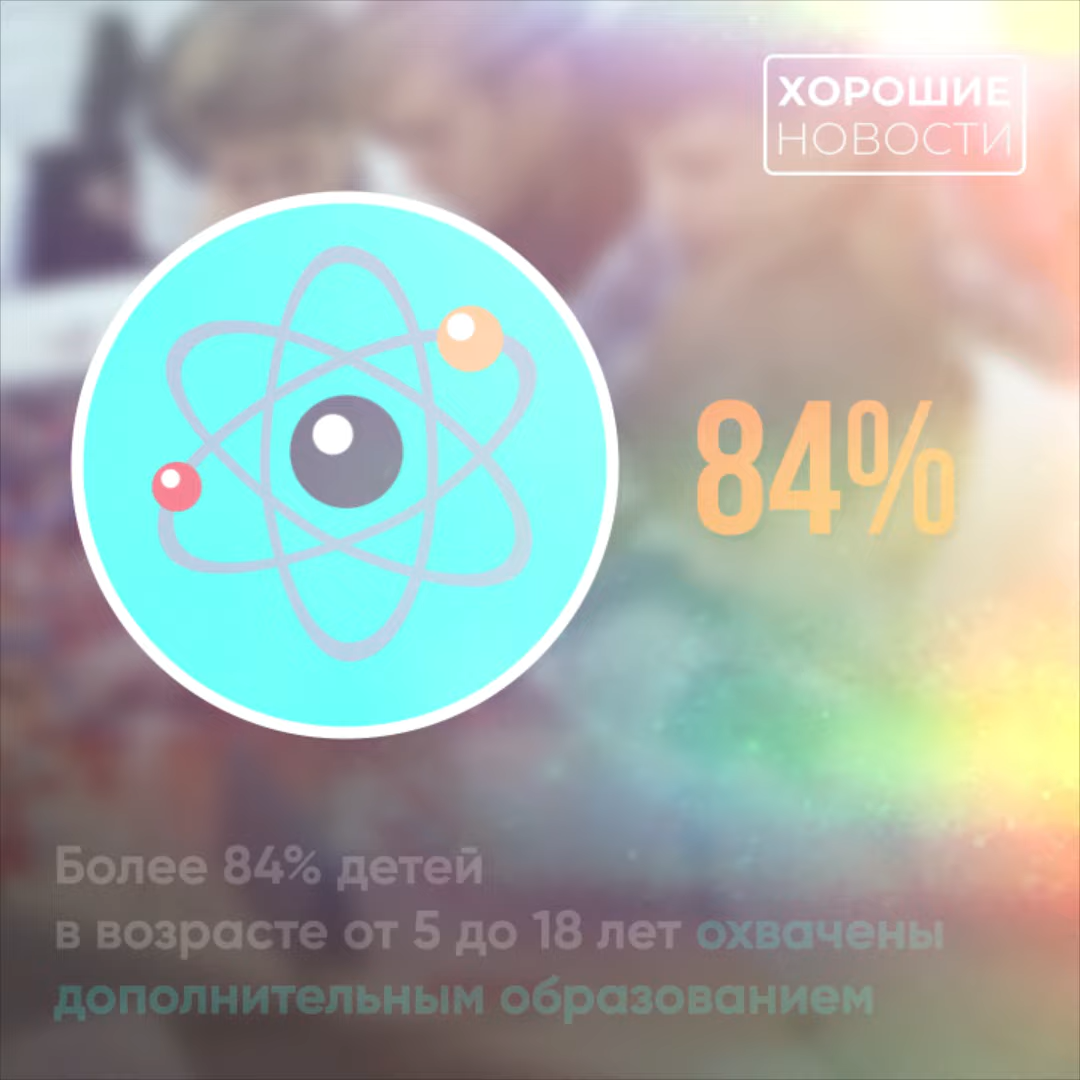 ХОРОШИЕ
НОВОСТИ
84%
Более 84% детей
в возрасте от 5 до 18 лет охвачены
дополнительным образованием